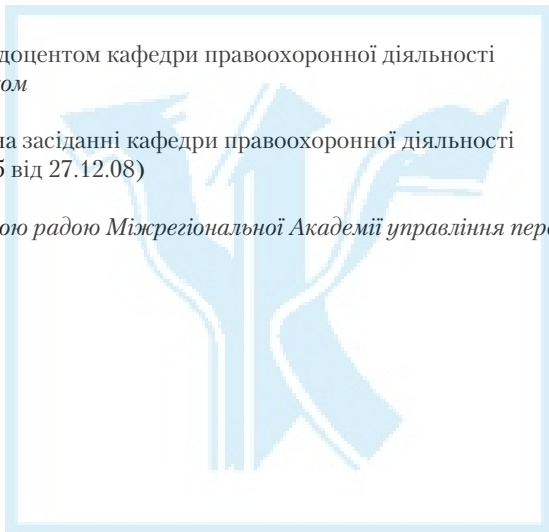 доцентом кафедри правоохоронної діяльності
ом
на засіданні кафедри правоохоронної діяльності
5 від 27.12.08)
ою радою Міжрегіональної Академії управління пер